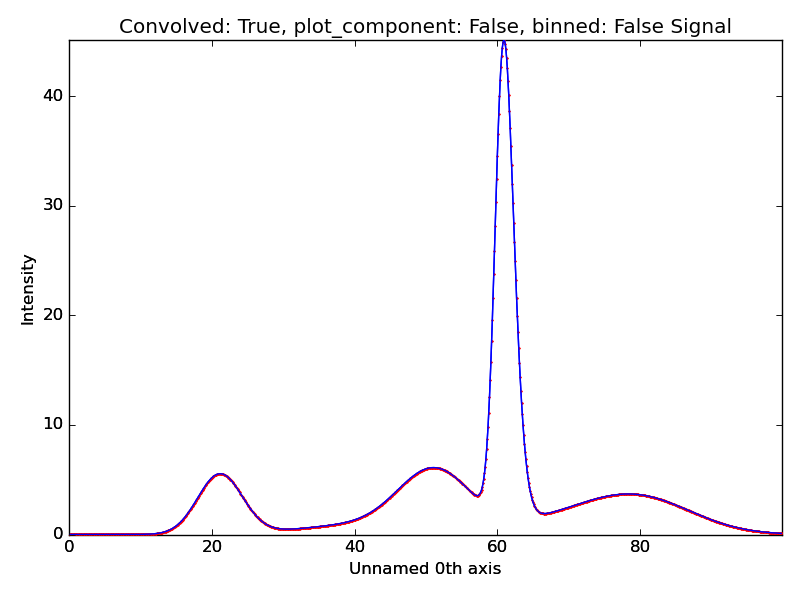 Convolved: True, plot_component: False, binned: False Signal
40
30
20
10
0
Intensity
0 20 40 60 80
Unnamed 0th axis